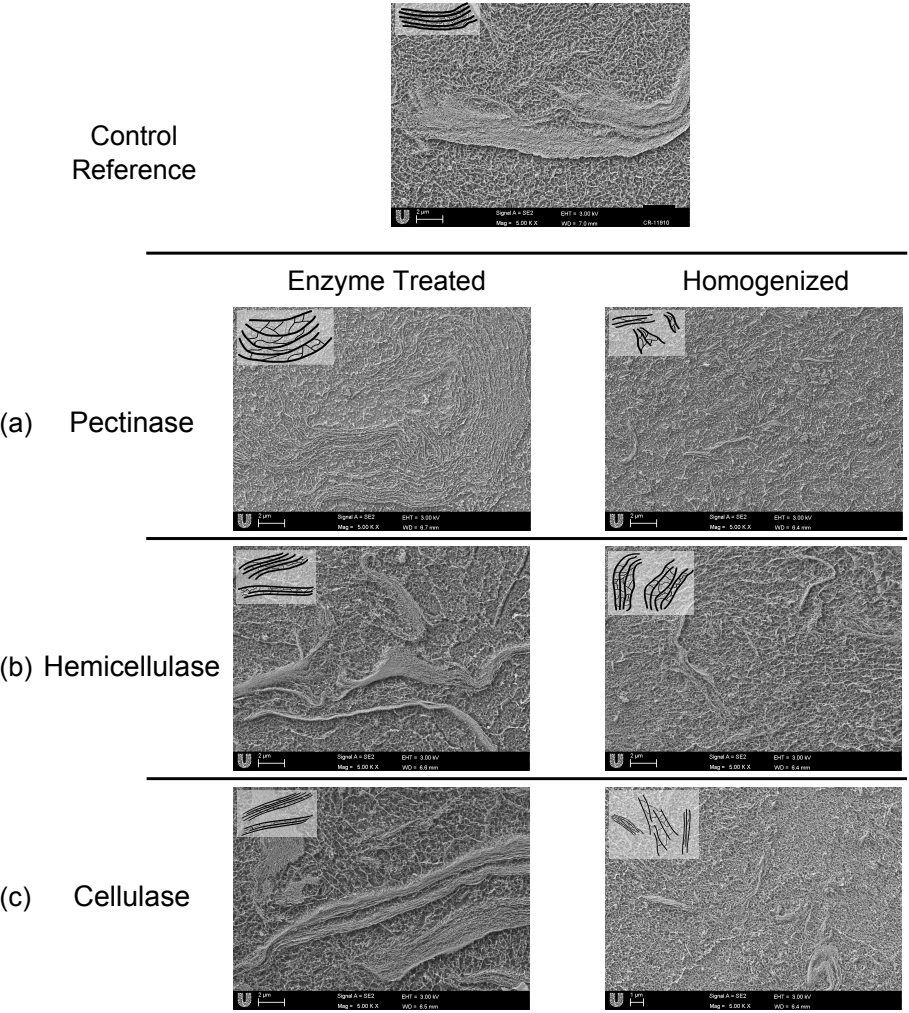 Control
Reference
2 µm
Signal A = SE2
EHT = 3.00 kV
Mag = 5.00 K X
WD = 7.0 mm
CR-11910
Enzyme Treated
Homogenized
(a) Pectinase
2 µm
Signal A = SE2
EHT = 3.00 kV
Mag = 5.00 K X
WD = 6.7 mm
2 µm
Signal A = SE2
EHT = 3.00 kV
Mag = 5.00 K X
WD = 6.4 mm
(b) Hemicellulase
2 µm
Signal A = SE2
EHT = 3.00 kV
Mag = 5.00 K X
WD = 6.6 mm
2 µm
Signal A = SE2
EHT = 3.00 kV
Mag = 5.00 K X
WD = 6.4 mm
(c) Cellulase
2 µm
Signal A = SE2
EHT = 3.00 kV
Mag = 5.00 K X
WD = 6.5 mm
1 µm
Signal A = SE2
EHT = 3.00 kV
Mag = 5.00 K X
WD = 6.4 mm